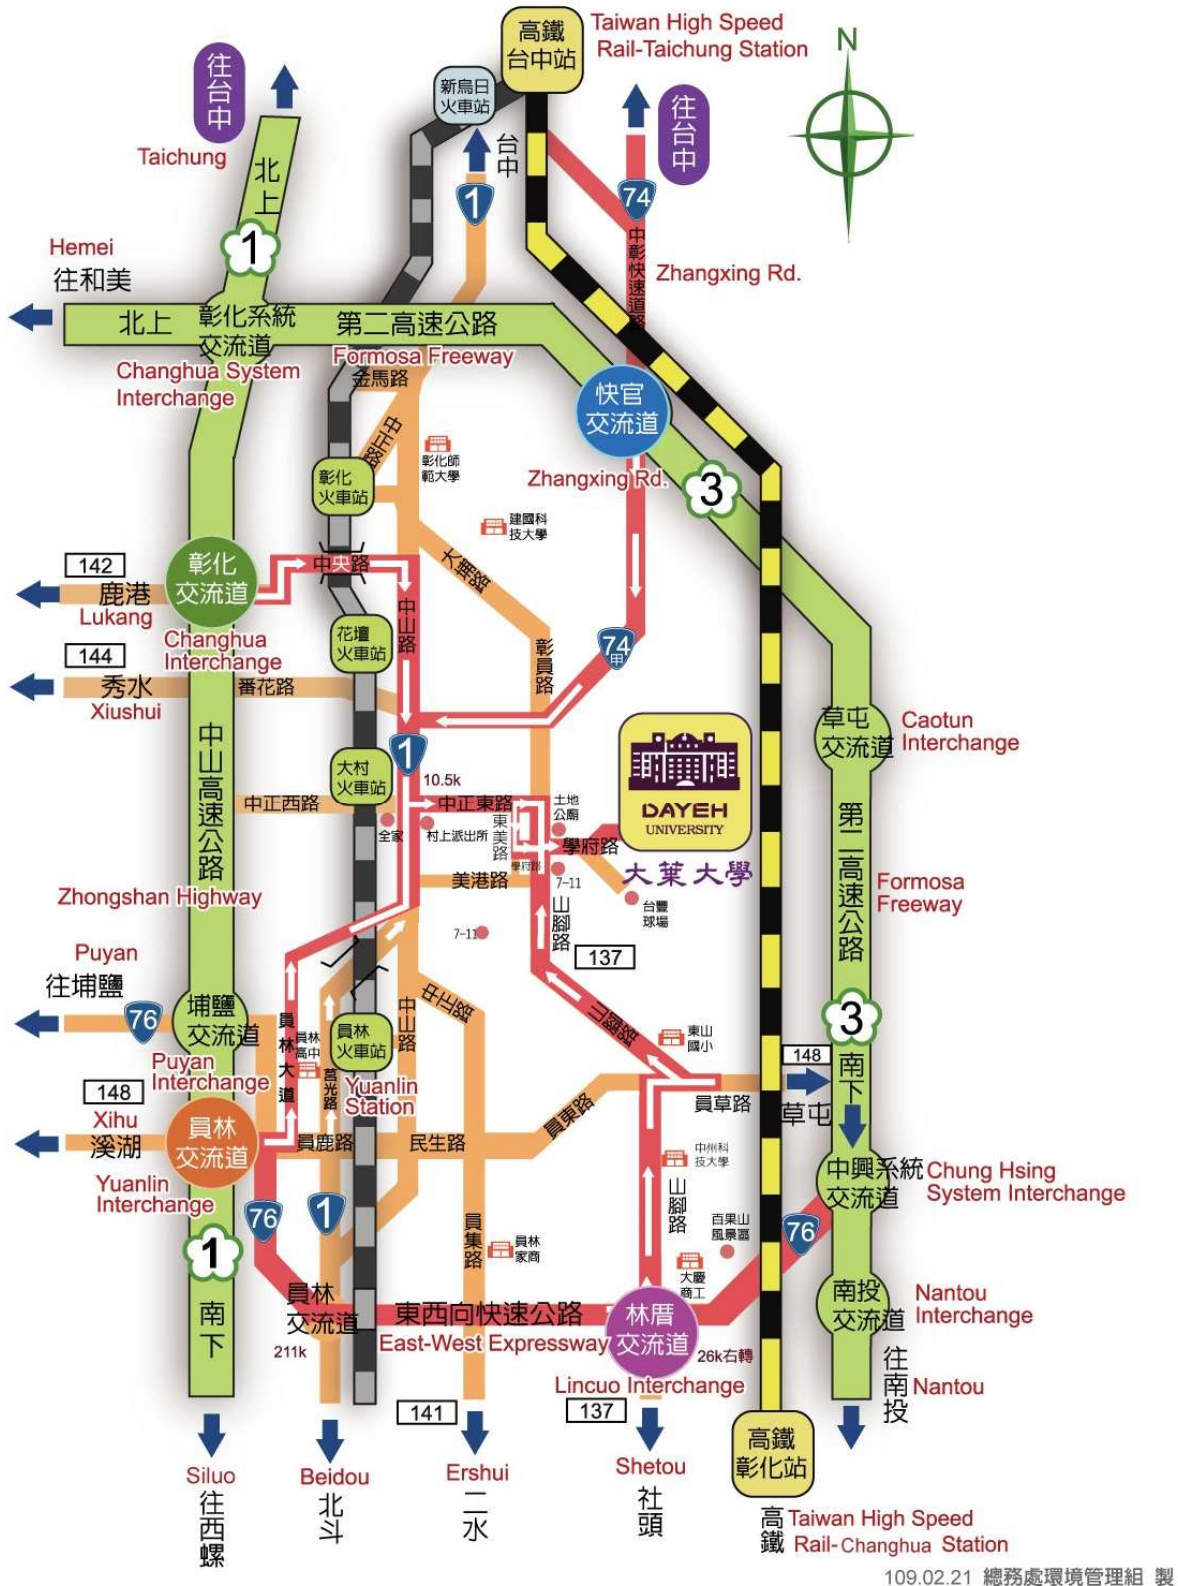 高鐵
台中站
Taiwan High Speed
Rail-Taichung Station
往台中
Taichung
北上
新烏日
火車站
台中
1
74
往台中
N
中彰快速道路
Zhangxing Rd.
Hemei
往和美
1
北上
彰化系統
交流道
第二高速公路
Changhua System
Interchange
Formosa Freeway
金馬路
中正路
快官
交流道
Zhangxing Rd.
3
彰化
火車站
彰化師
範大學
建國科
技大學
142
鹿港
Lukang
彰化
交流道
Changhua
Interchange
中央路
中山路
大埔路
彰員路
74
甲
144
秀水
Xiushui
番花路
花壇
火車站
1
10.5k
大村
火車站
中正西路
中正東路
全家
村上派出所
東美路
學府路
土地
公廟
學府路
7-11
台豐
球場
DAYEH
UNIVERSITY
大葉大學
草屯
交流道
Caotun
Interchange
中山高速公路
Zhongshan Highway
美港路
7-11
山腳路
137
第二高速公路
Formosa
Freeway
Puyan
往埔鹽
76
埔鹽
交流道
Puyan
Interchange
員林大道
員林
高中
莒光路
員林
火車站
Yuanlin
Station
中山路
中正路
山腳路
東山
國小
3
南下
148
草屯
員草路
148
Xihu
溪湖
員林
交流道
Yuanlin
Interchange
員鹿路
民生路
員東路
中州科
技大學
山腳路
百果山
風景區
中興系統
交流道
Chung Hsing
System Interchange
76
1
76
1
南下
員集路
員林
家商
大慶
商工
員林
交流道
211k
東西向快速公路
East-West Expressway
林厝
交流道
26k右轉
Lincuo Interchange
南投
交流道
Nantou
Interchange
往南投
Nantou
141
137
高鐵
彰化站
Siluo
往西螺
Beidou
北斗
Ershui
二水
Shetou
社頭
高鐵
Taiwan High Speed
Rail-Changhua Station
109.02.21 總務處環境管理組 製